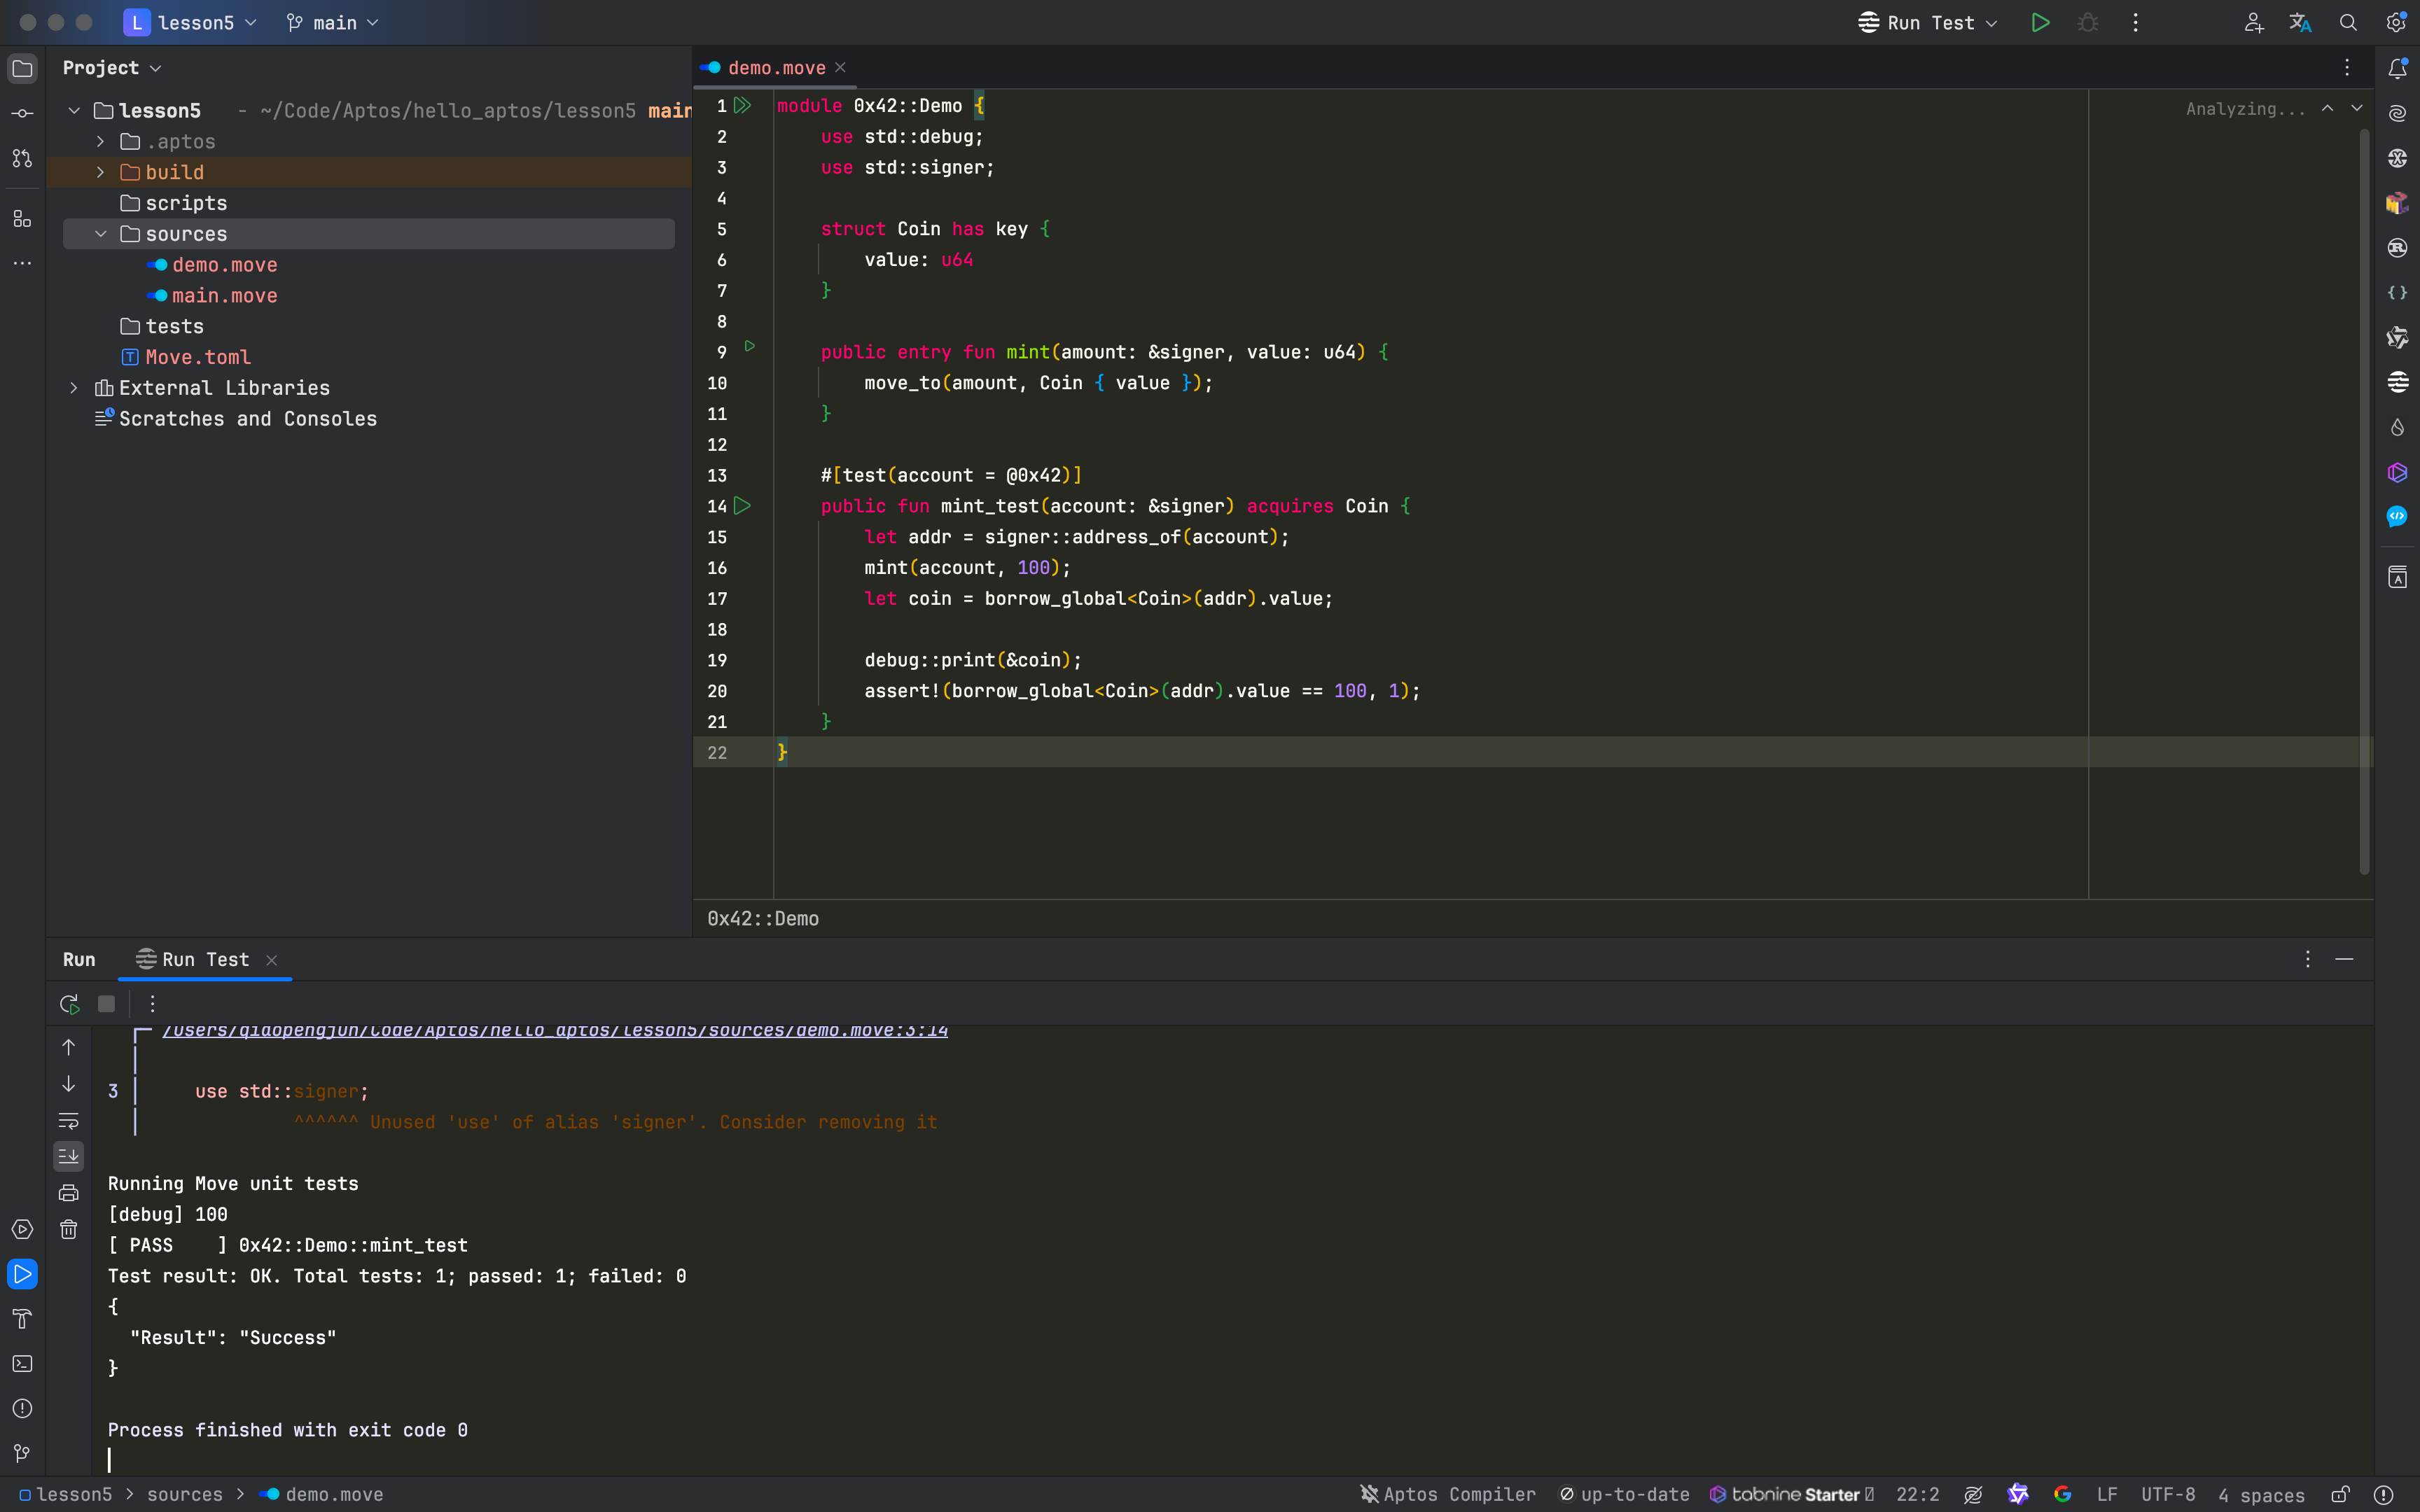 L lesson5 main Run Test
Project
demo.move
lesson5 - ~/Code/Aptos/hello_aptos/lesson5 main
.aptos
build
scripts
sources
demo.move
main.move
tests
Move.toml
External Libraries
Scratches and Consoles
Analyzing...
1 module 0x42::Demo {
2     use std::debug;
3     use std::signer;
4
5     struct Coin has key {
6         value: u64
7     }
8
9     public entry fun mint(amount: &signer, value: u64) {
10         move_to(amount, Coin { value });
11     }
12
13     #[test(account = @0x42)]
14     public fun mint_test(account: &signer) acquires Coin {
15         let addr = signer::address_of(account);
16         mint(account, 100);
17         let coin = borrow_global<Coin>(addr).value;
18
19         debug::print(&coin);
20         assert!(borrow_global<Coin>(addr).value == 100, 1);
21     }
22 }
0x42::Demo
Run Run Test
/Users/qiaopengjun/Code/Aptos/hello_aptos/lesson5/sources/demo.move:3:14
3 │     use std::signer;
^^^^^^ Unused 'use' of alias 'signer'. Consider removing it
Running Move unit tests
[debug] 100
[ PASS    ] 0x42::Demo::mint_test
Test result: OK. Total tests: 1; passed: 1; failed: 0
{
  "Result": "Success"
}
Process finished with exit code 0
lesson5 > sources > demo.move Aptos Compiler up-to-date tabnine Starter 22:2 LF UTF-8 4 spaces